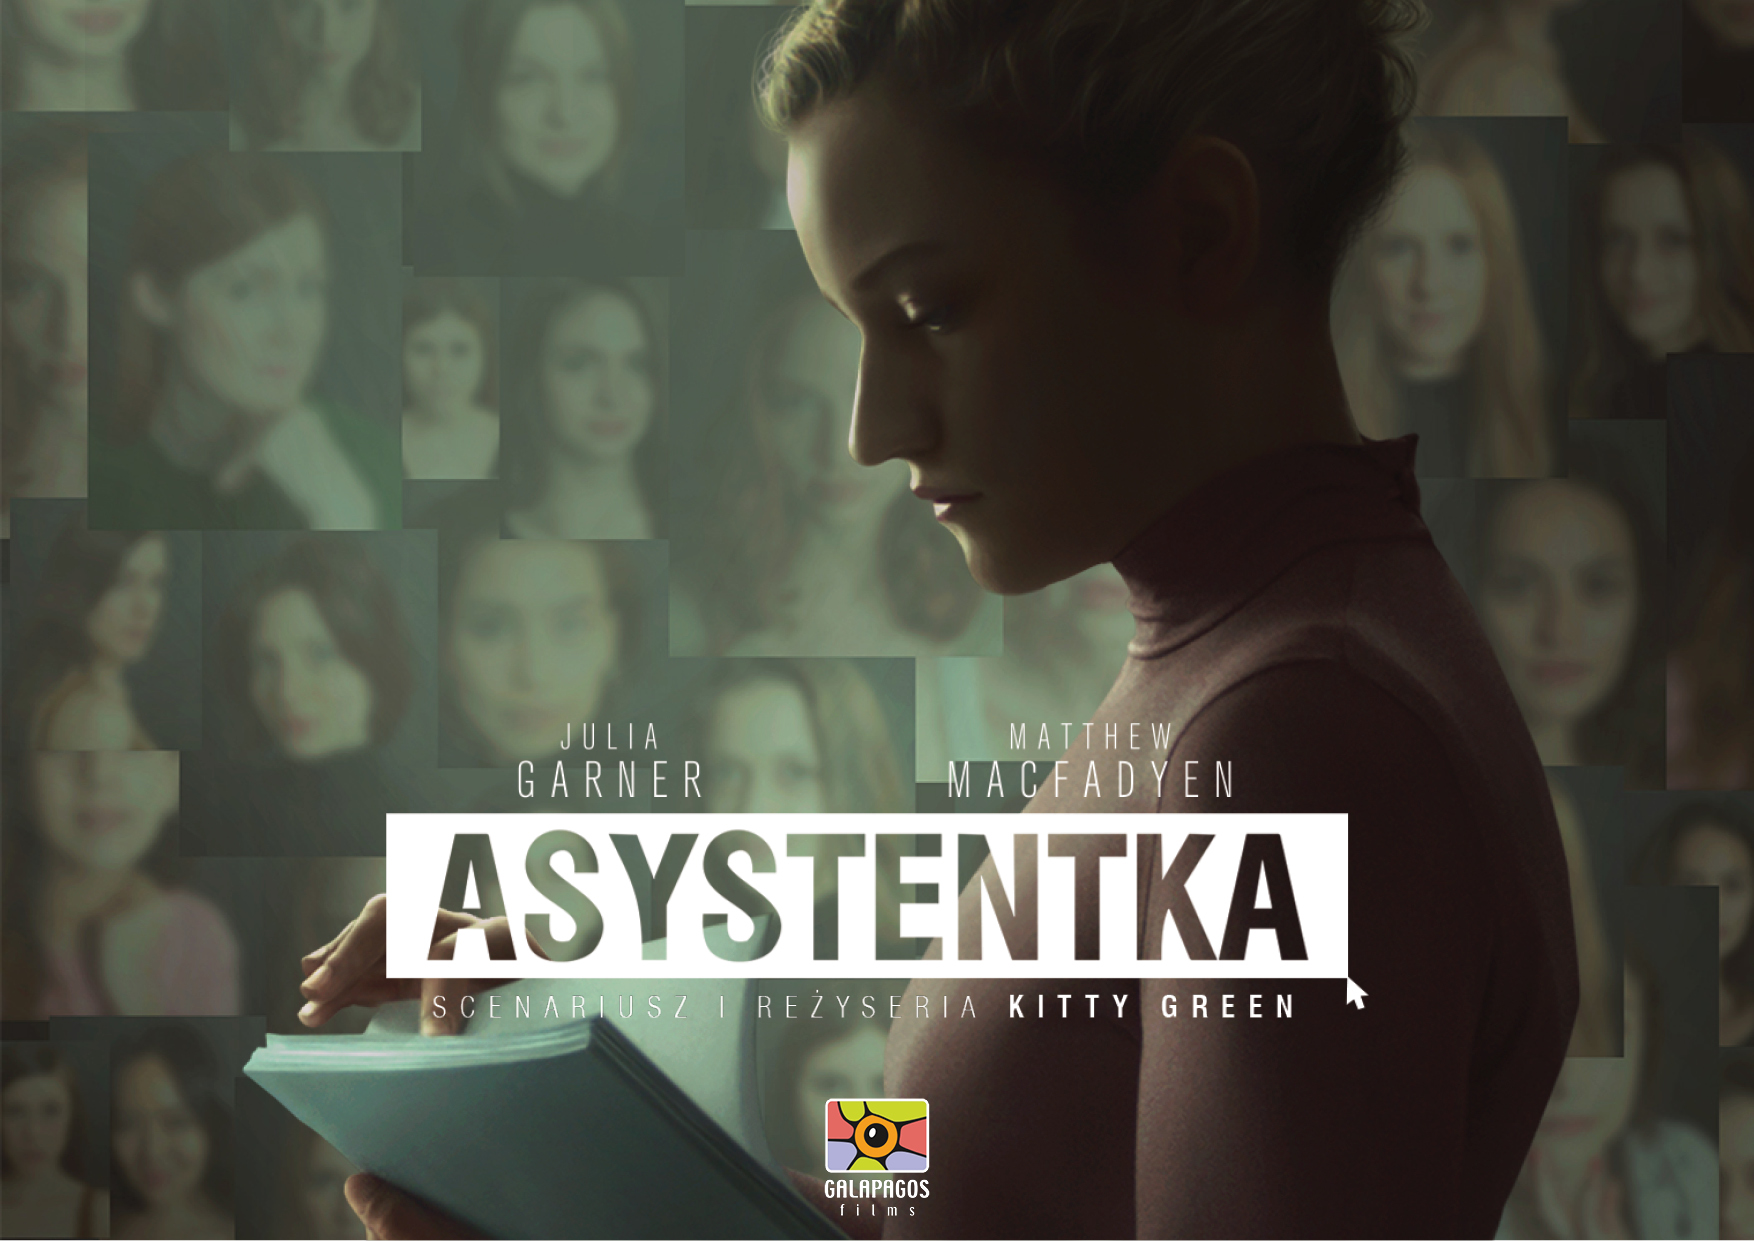 JULIA
GARNER
MATTHEW
MACFADYEN
ASYSTENTKA
SCENARIUSZ I REŻYSERIA KITTY GREEN
GALAPAGOS
films